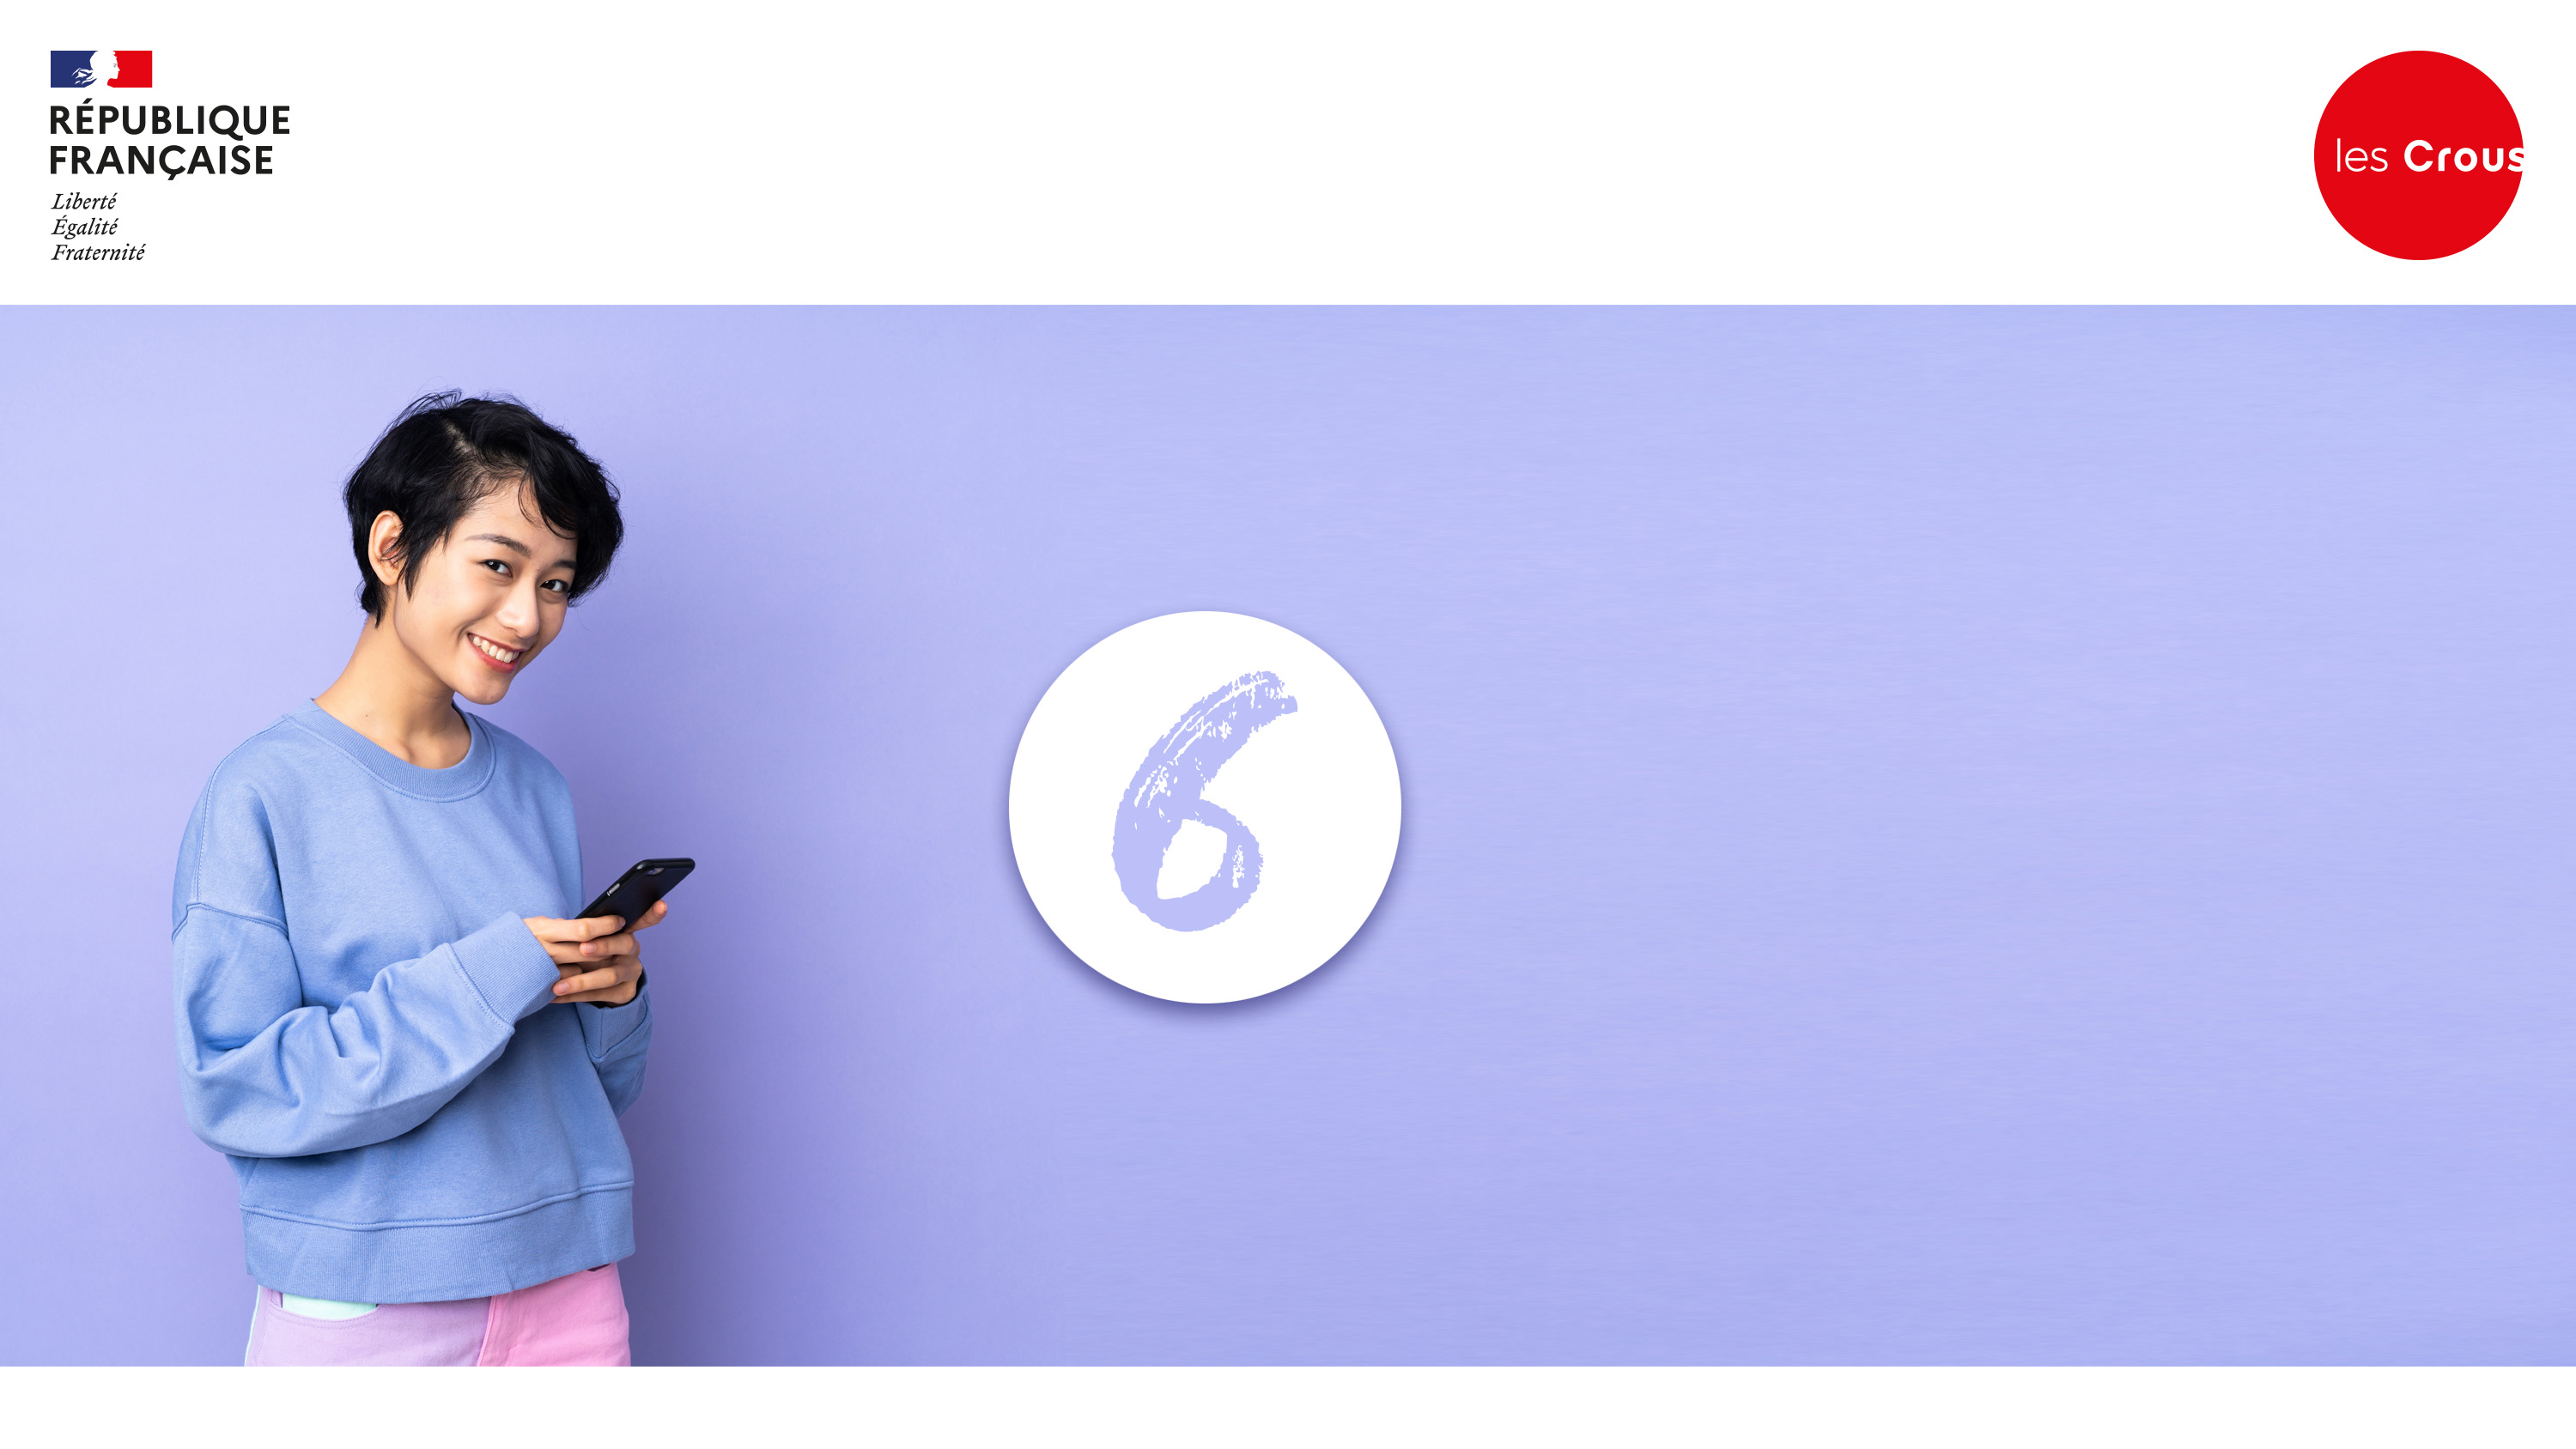 RÉPUBLIQUE
FRANÇAISE
Liberté
Égalité
Fraternité
les Crous
6